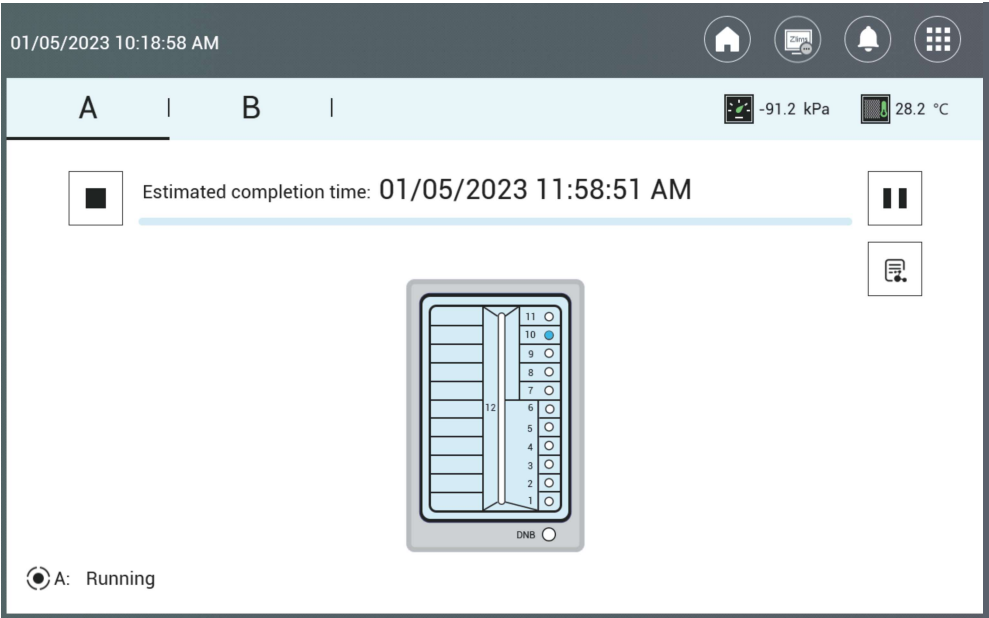 01/05/2023 10:18:58 AM
Zlims
A | B |
-91.2 kPa
28.2 °C
Estimated completion time: 01/05/2023 11:58:51 AM
11
10
9
8
7
12
6
5
4
3
2
1
DNB
A: Running